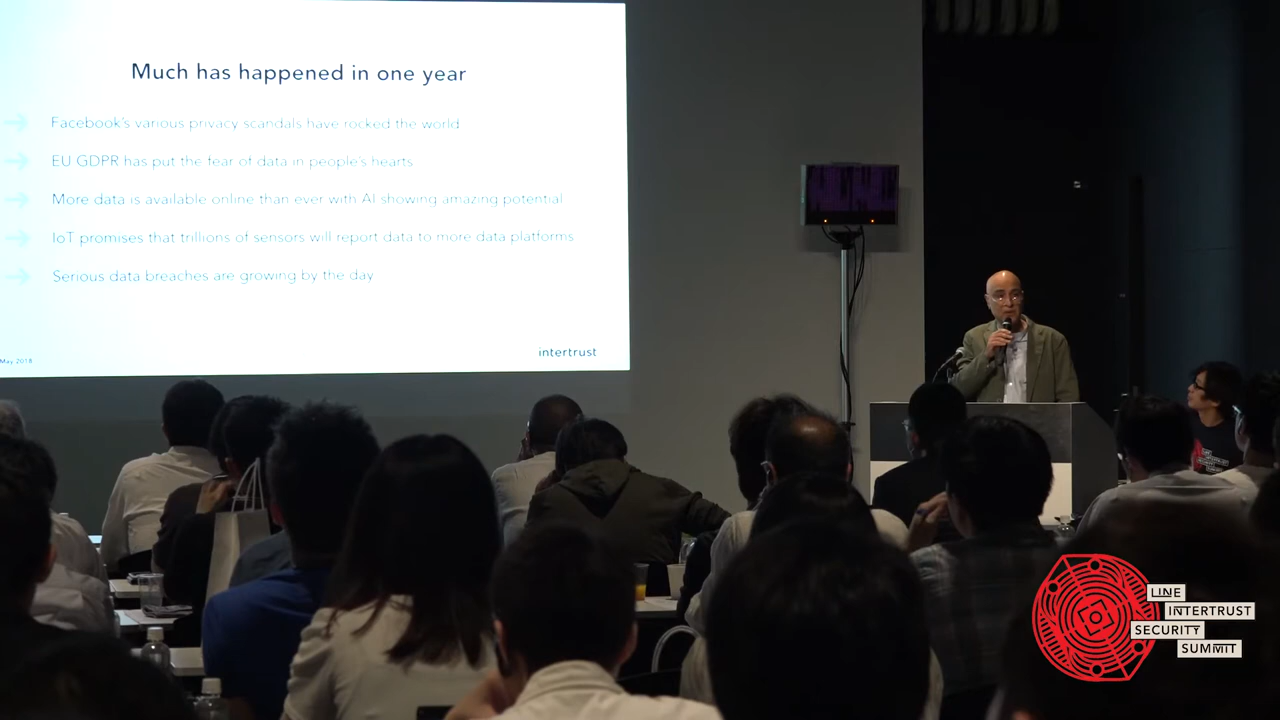 Much has happened in one year
Facebook's various privacy scandals have rocked the world
EU GDPR has put the fear of data in people's hearts
More data is available online than ever with AI showing amazing potential
IoT promises that trillions of sensors will report data to more data platforms
Serious data breaches are growing by the day
May 2018
intertrust
LINE
INTERTRUST
SECURITY
SUMMIT